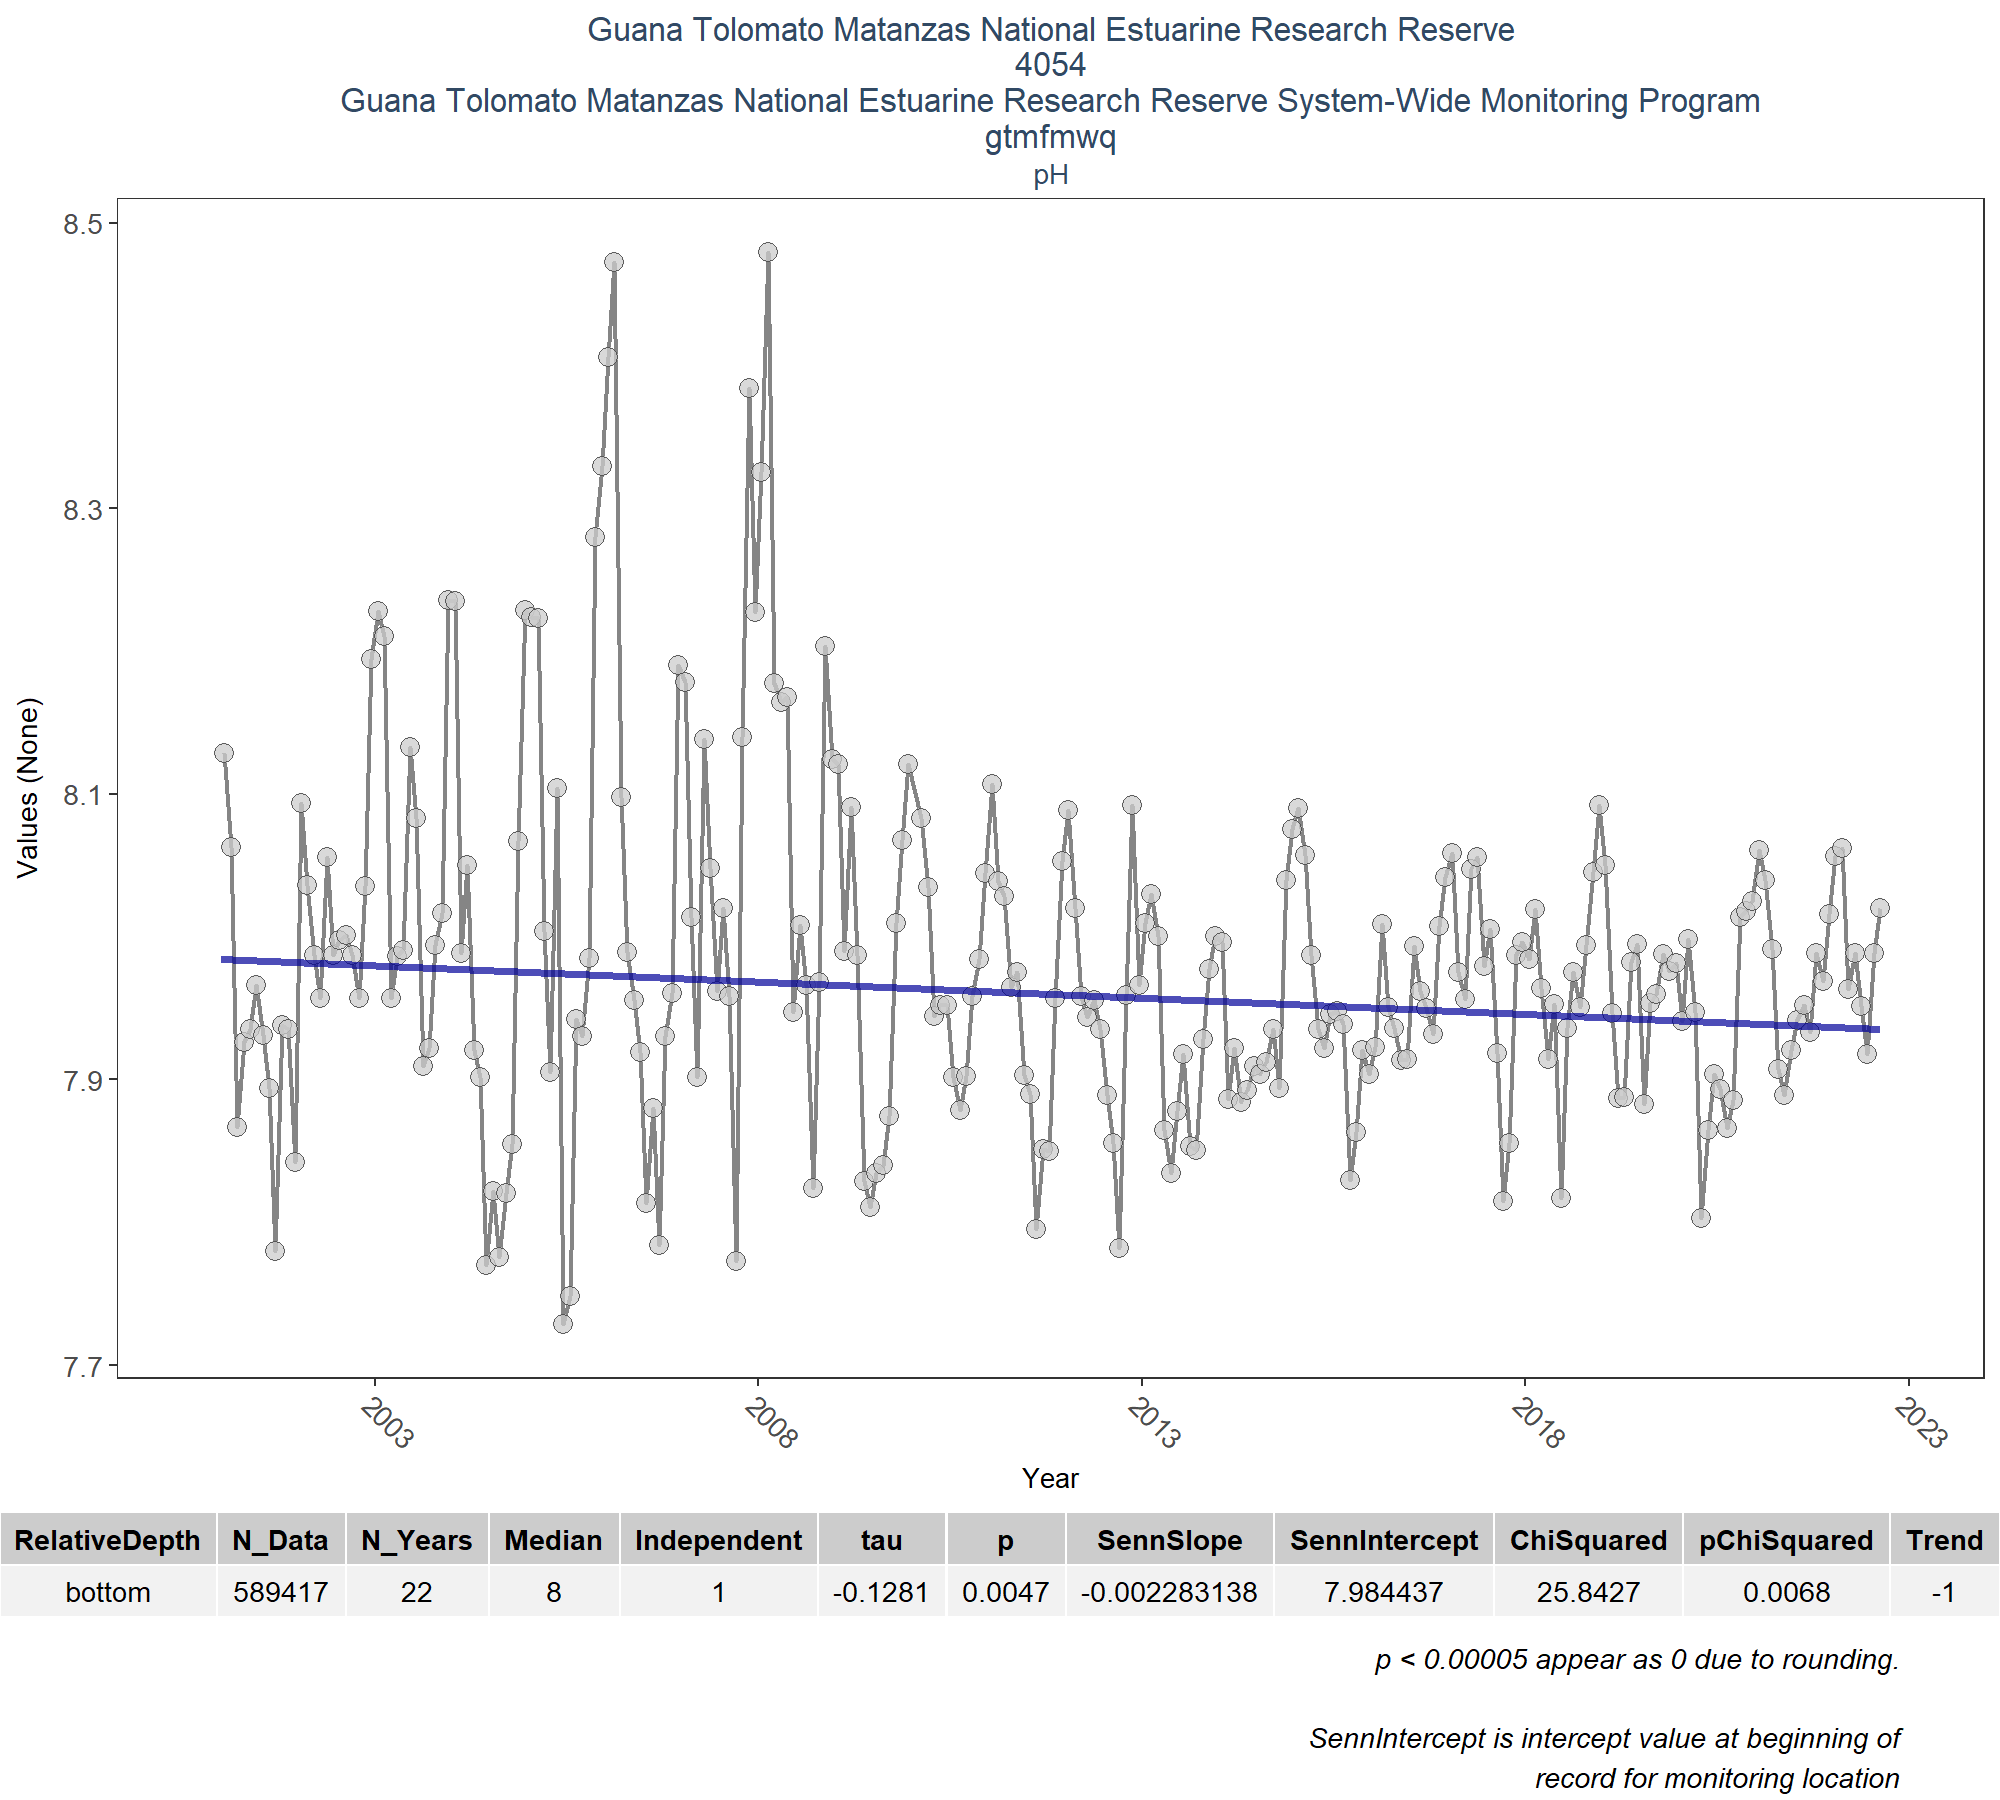 Guana Tolomato Matanzas National Estuarine Research Reserve
4054
Guana Tolomato Matanzas National Estuarine Research Reserve System-Wide Monitoring Program
gtmfmwq
pH
8.5
8.3
8.1
7.9
7.7
Values (None)
2003
2008
2013
2018
2023
Year
RelativeDepth N_Data N_Years Median Independent tau p SennSlope SennIntercept ChiSquared pChiSquared Trend
bottom 589417 22 8 1 -0.1281 0.0047 -0.002283138 7.984437 25.8427 0.0068 -1
p < 0.00005 appear as 0 due to rounding.
SennIntercept is intercept value at beginning of
record for monitoring location